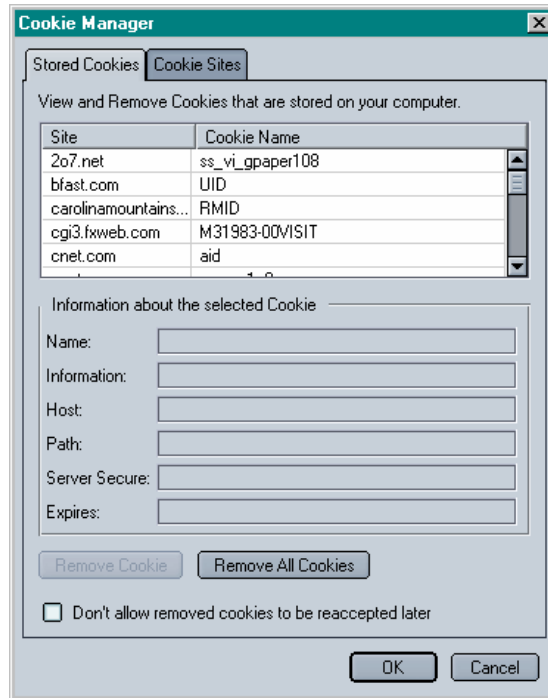 Cookie Manager
Stored Cookies Cookie Sites
View and Remove Cookies that are stored on your computer.
Site Cookie Name
2o7.net ss_vi_gpaper108
bfast.com UID
carolinamountains... RMID
cgi3.fxweb.com M31983-00VISIT
cnet.com aid
Information about the selected Cookie
Name:
Information:
Host:
Path:
Server Secure:
Expires:
Remove Cookie Remove All Cookies
Don't allow removed cookies to be reaccepted later
OK Cancel